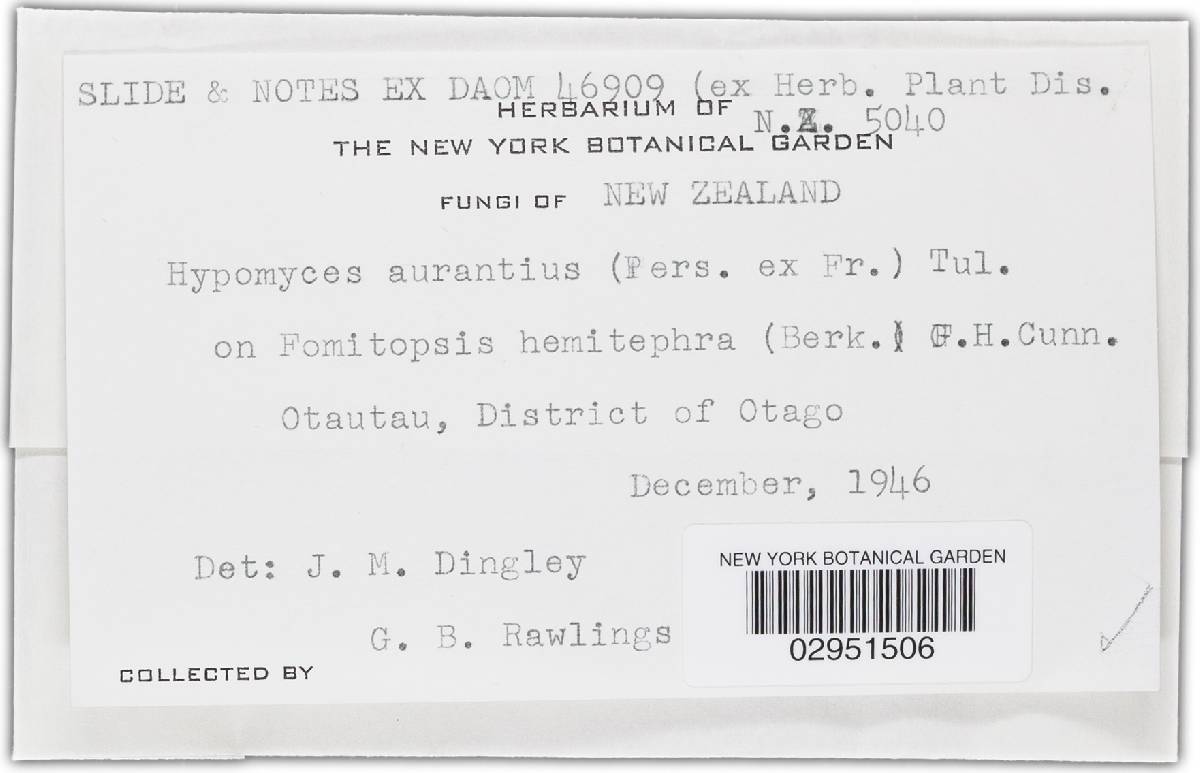 SLIDE & NOTES EX DAOM 46909 (ex Herb. Plant Dis.
HERBARIUM OF
N.Z. 5040
THE NEW YORK BOTANICAL GARDEN
FUNGI OF NEW ZEALAND
Hypomyces aurantius (Pers. ex Fr.) Tul.
on Fomitopsis hemitephra (Berk.) G.H.Cunn.
Otautau, District of Otago
December, 1946
Det: J. M. Dingley
G. B. Rawlings
COLLECTED BY
NEW YORK BOTANICAL GARDEN
02951506